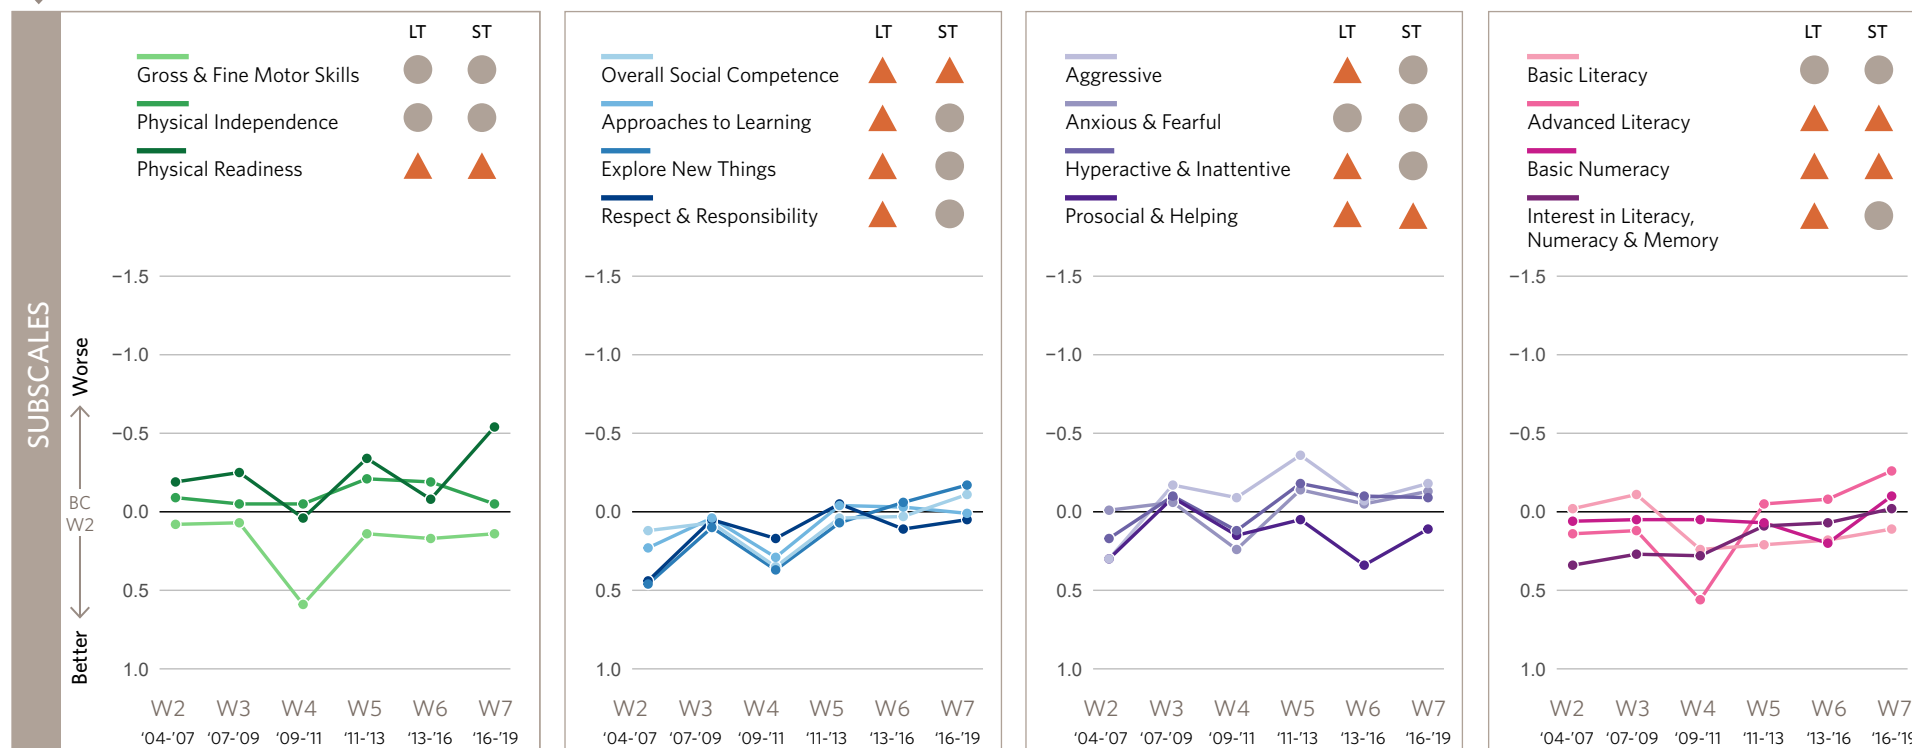 SUBSCALES
Worse
BC
W2
Better
LT ST
Gross & Fine Motor Skills
Physical Independence
Physical Readiness
−1.5
−1.0
−0.5
0.0
0.5
1.0
W2 W3 W4 W5 W6 W7
‘04-’07 ‘07-’09 ‘09-’11 ‘11-’13 ‘13-’16 ‘16-’19
LT ST
Overall Social Competence
Approaches to Learning
Explore New Things
Respect & Responsibility
−1.5
−1.0
−0.5
0.0
0.5
1.0
W2 W3 W4 W5 W6 W7
‘04-’07 ‘07-’09 ‘09-’11 ‘11-’13 ‘13-’16 ‘16-’19
LT ST
Aggressive
Anxious & Fearful
Hyperactive & Inattentive
Prosocial & Helping
−1.5
−1.0
−0.5
0.0
0.5
1.0
W2 W3 W4 W5 W6 W7
‘04-’07 ‘07-’09 ‘09-’11 ‘11-’13 ‘13-’16 ‘16-’19
LT ST
Basic Literacy
Advanced Literacy
Basic Numeracy
Interest in Literacy,
Numeracy & Memory
−1.5
−1.0
−0.5
0.0
0.5
1.0
W2 W3 W4 W5 W6 W7
‘04-’07 ‘07-’09 ‘09-’11 ‘11-’13 ‘13-’16 ‘16-’19